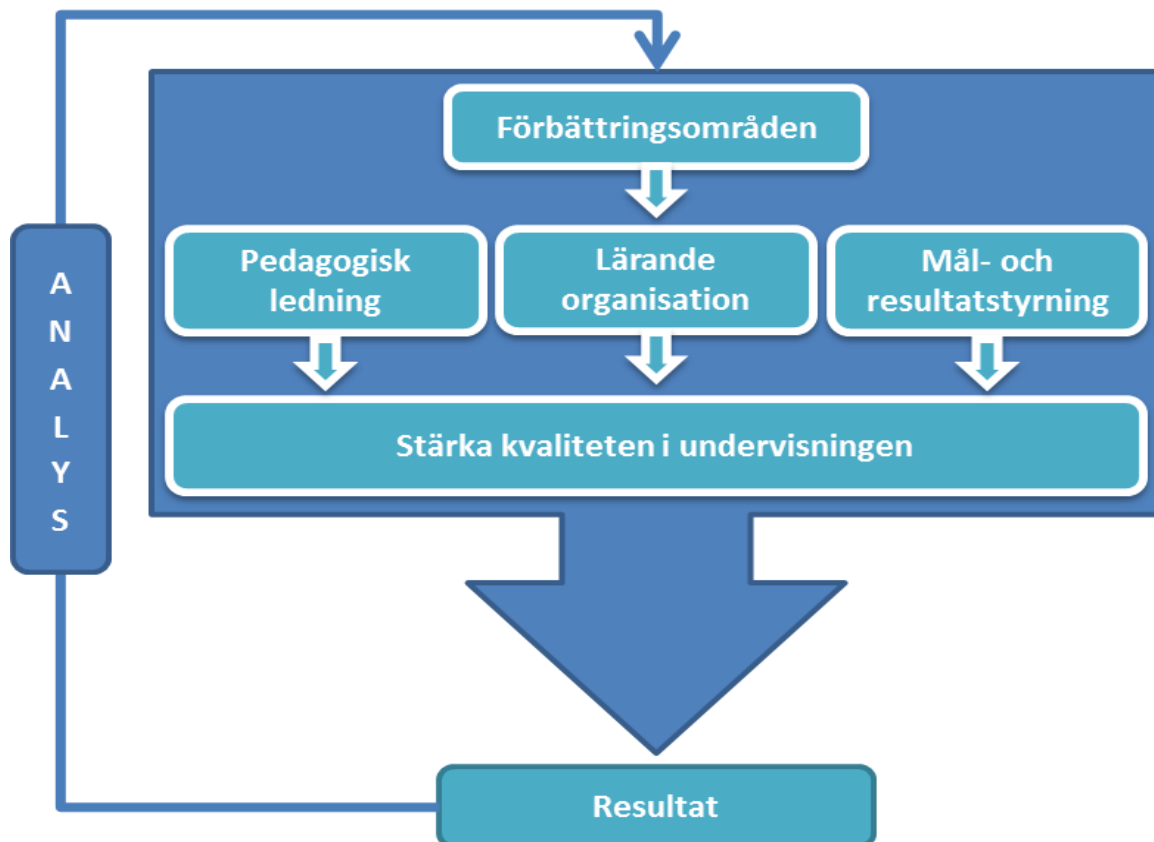 Förbättringsområden
Pedagogisk
ledning
Lärande
organisation
Mål- och
resultatstyrning
Stärka kvaliteten i undervisningen
A
N
A
L
Y
S
Resultat